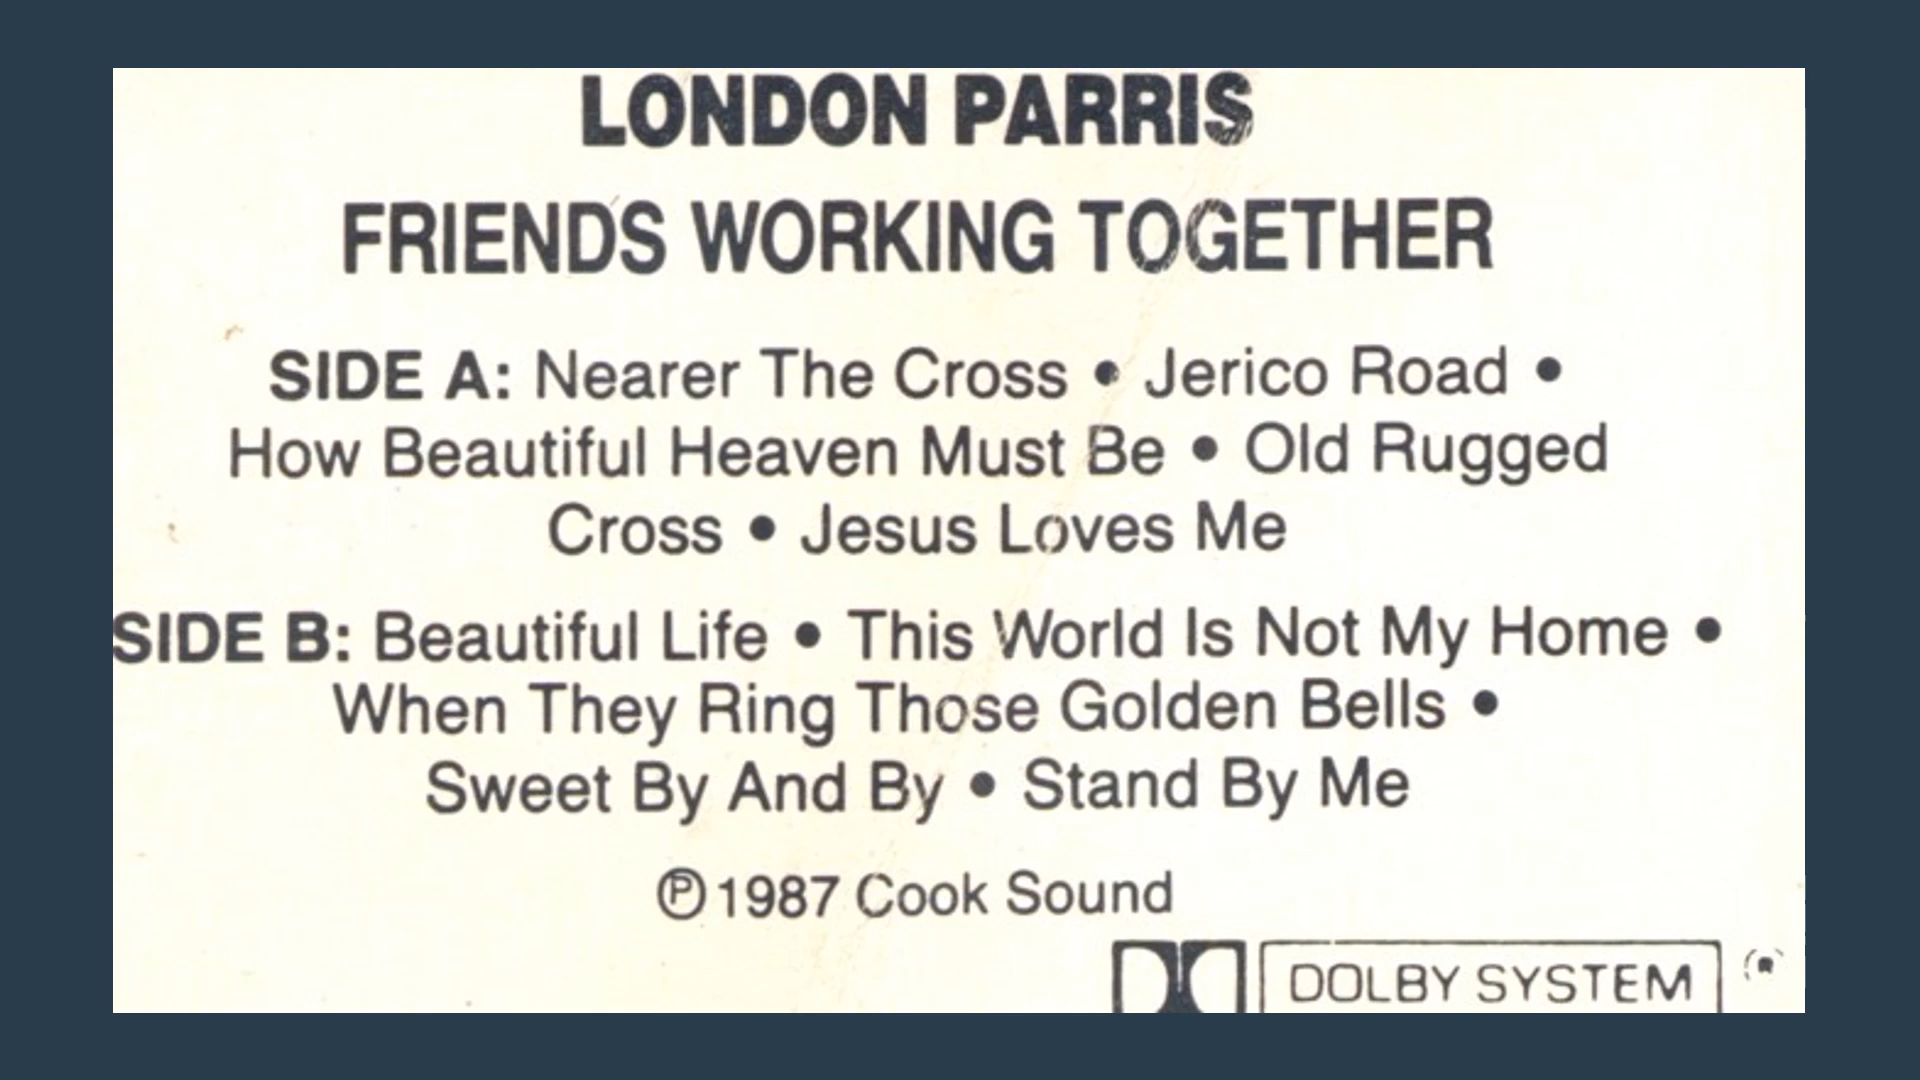 LONDON PARRIS
FRIENDS WORKING TOGETHER
SIDE A: Nearer The Cross • Jerico Road •
How Beautiful Heaven Must Be • Old Rugged
Cross • Jesus Loves Me
SIDE B: Beautiful Life • This World Is Not My Home •
When They Ring Those Golden Bells •
Sweet By And By • Stand By Me
℗1987 Cook Sound
DOLBY SYSTEM